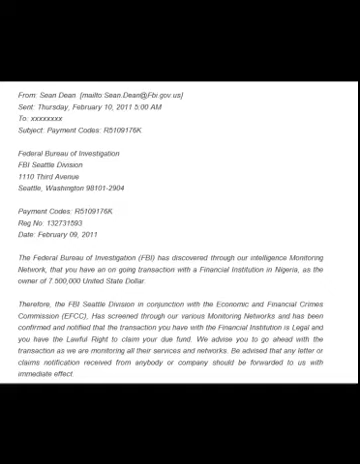 From: Sean Dean [mailto Sean.Dean@Fbi.gov.us]
Sent: Thursday, February 10, 2011 5:00 AM
To: xxxxxxxx
Subject: Payment Codes: R5109176K
Federal Bureau of Investigation
FBI Seattle Division
1110 Third Avenue
Seattle, Washington 98101-2904
Payment Codes: R5109176K
Reg No: 132731593
Date: February 09, 2011
The Federal Bureau of Investigation (FBI) has discovered through our intelligence Monitoring
Network, that you have an on going transaction with a Financial Institution in Nigeria, as the
owner of 7.500,000 United State Dollar.
Therefore, the FBI Seattle Division in conjunction with the Economic and Financial Crimes
Commission (EFCC), Has screened through our various Monitoring Networks and has been
confirmed and notified that the transaction you have with the Financial Institution is Legal and
you have the Lawful Right to claim your due fund. We advise you to go ahead with the
transaction as we are monitoring all their services and networks. Be advised that any letter or
claims notification received from anybody or company should be forwarded to us with
immediate effect.